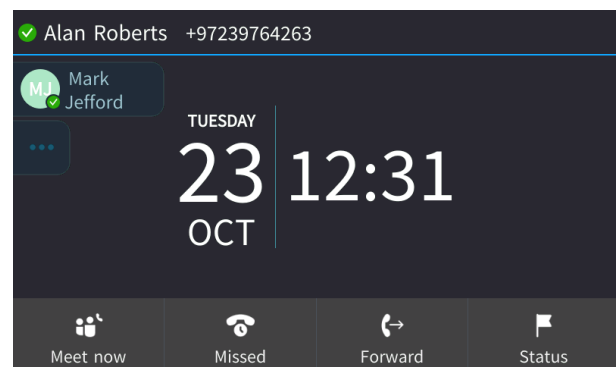 Alan Roberts +97239764263
MJ
Mark
Jefford
TUESDAY
23
OCT
12:31
Meet now
Missed
Forward
Status